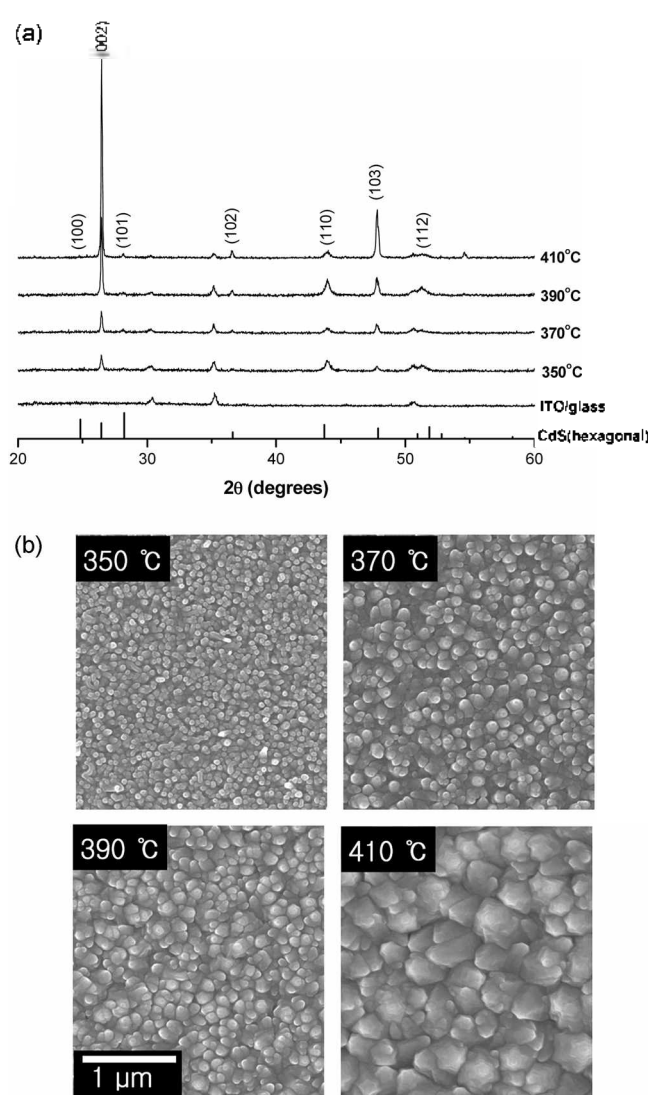 (a)
(002)
(100)
(101)
(102)
(110)
(103)
(112)
410°C
390°C
370°C
350°C
ITO/glass
CdS(hexagonal)
20 30 40 50 60
2θ (degrees)
(b)
350 ℃
370 ℃
390 ℃
410 ℃
1 μm